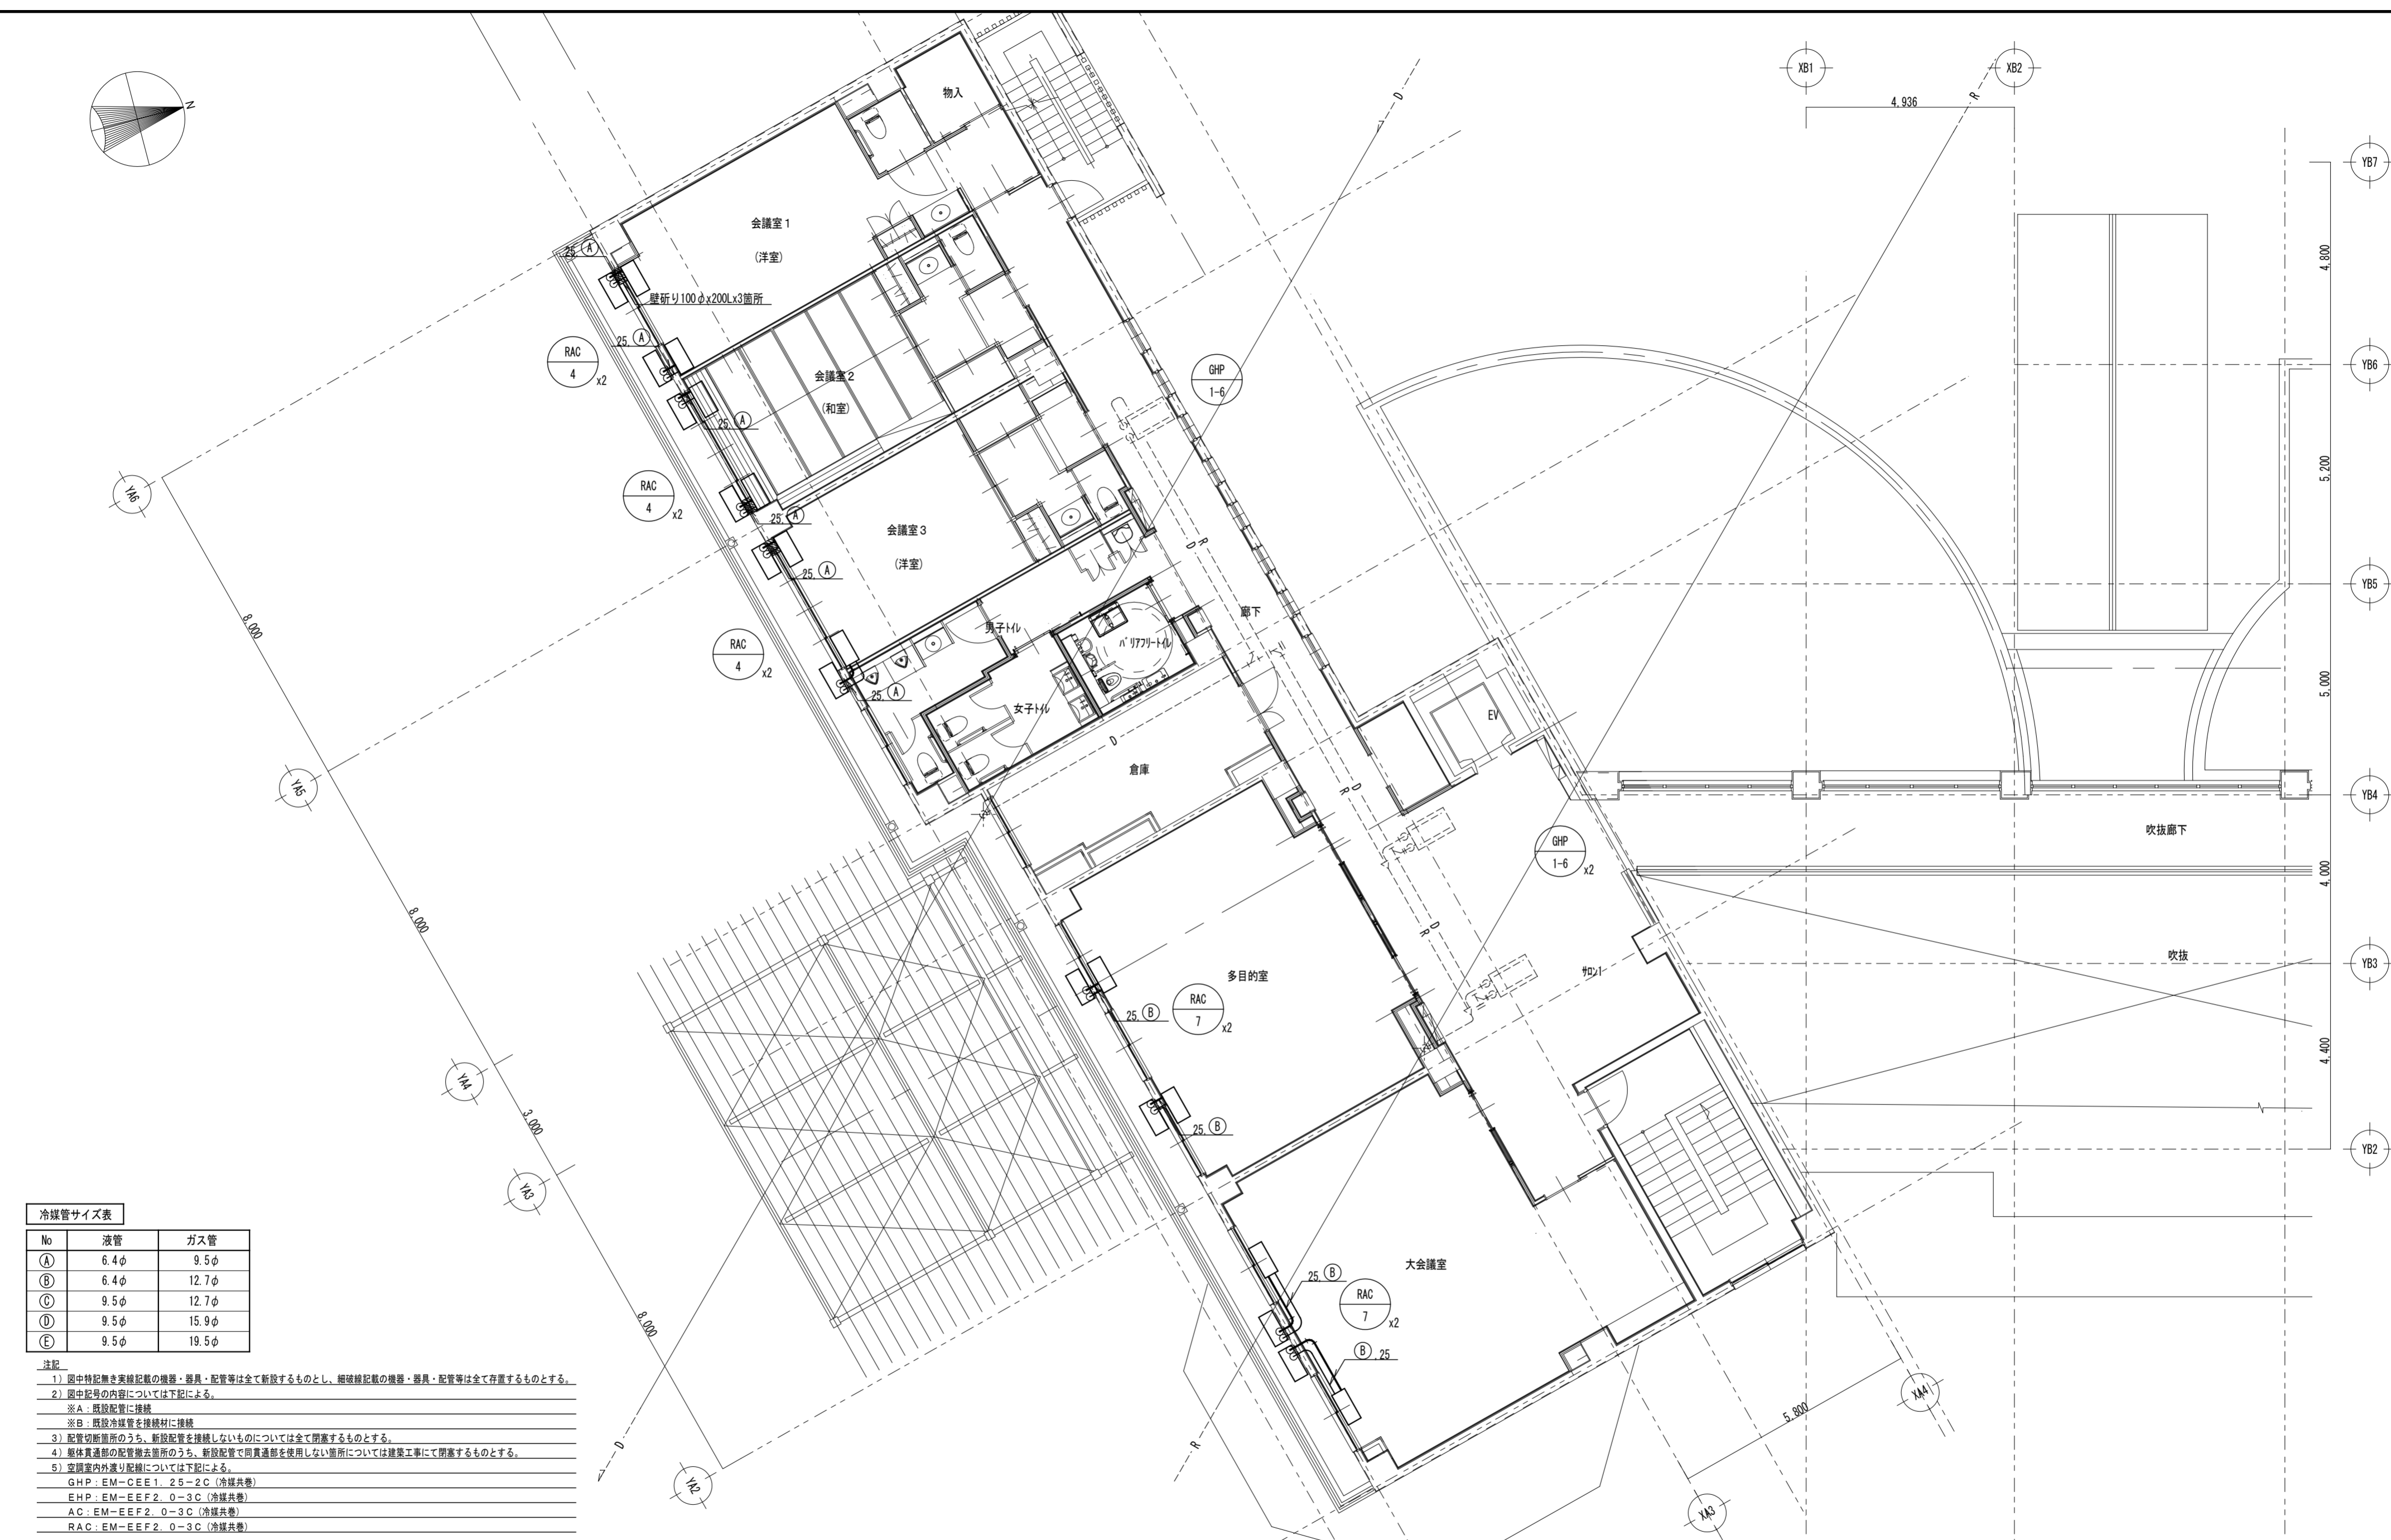 N
XB1
XB2
4,936
R
D
物入
YB7
会議室1
(洋室)
4,800
25,Ⓐ
壁斫り100φx200Lx3箇所
25,Ⓐ
RAC
4
x2
GHP
1-6
YB6
会議室2
(和室)
25,Ⓐ
5,200
YA6
RAC
4
x2
25,Ⓐ
会議室3
(洋室)
R
D
25,Ⓐ
YB5
廊下
8,000
男子トイレ
バリアフリートイレ
RAC
4
x2
25,Ⓐ
女子トイレ
5,000
EV
D
倉庫
YA5
D
R
YB4
吹抜廊下
GHP
1-6
x2
4,000
8,000
D
R
吹抜
YB3
サロン1
多目的室
RAC
7
x2
25,Ⓑ
4,400
YA4
3,000
25,Ⓑ
YB2
YA3
大会議室
25,Ⓑ
RAC
7
x2
Ⓑ,25
8,000
5,800
XA4
XA3
D
R
YA2
冷媒管サイズ表
No 液管 ガス管
Ⓐ 6.4φ 9.5φ
Ⓑ 6.4φ 12.7φ
Ⓒ 9.5φ 12.7φ
Ⓓ 9.5φ 15.9φ
Ⓔ 9.5φ 19.5φ
注記
1）図中特記無き実線記載の機器・器具・配管等は全て新設するものとし、細破線記載の機器・器具・配管等は全て存置するものとする。
2）図中記号の内容については下記による。
※A：既設配管に接続
※B：既設冷媒管を接続材に接続
3）配管切断箇所のうち、新設配管を接続しないものについては全て閉塞するものとする。
4）躯体貫通部の配管撤去箇所のうち、新設配管で同貫通部を使用しない箇所については建築工事にて閉塞するものとする。
5）空調室内外渡り配線については下記による。
GHP：EM－CEE1．25－2C（冷媒共巻）
EHP：EM－EEF2．0－3C（冷媒共巻）
AC：EM－EEF2．0－3C（冷媒共巻）
RAC：EM－EEF2．0－3C（冷媒共巻）